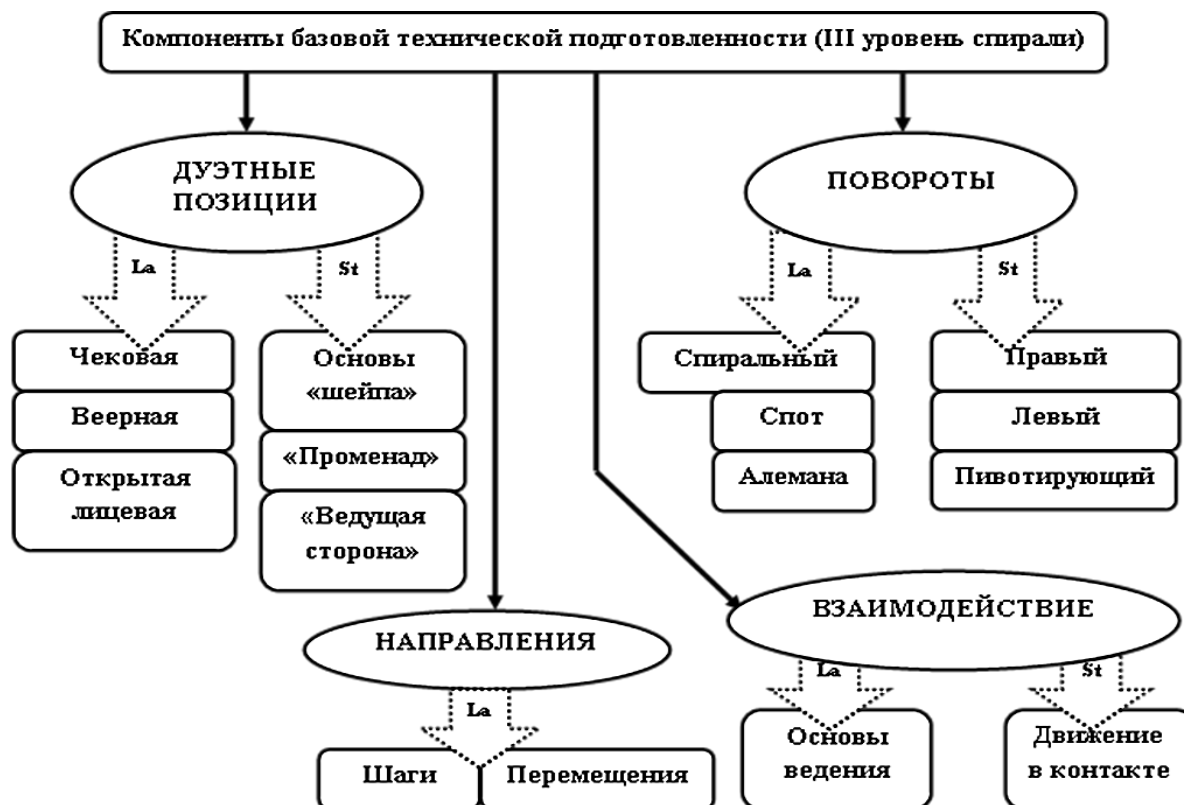 Компоненты базовой технической подготовленности (III уровень спирали)
ДУЭТНЫЕ
ПОЗИЦИИ
La
St
Чековая
Веерная
Открытая
лицевая
Основы
«шейпа»
«Променад»
«Ведущая
сторона»
ПОВОРОТЫ
La
St
Спиральный
Спот
Алемана
Правый
Левый
Пивотирующий
НАПРАВЛЕНИЯ
La
Шаги
Перемещения
ВЗАИМОДЕЙСТВИЕ
La
St
Основы
ведения
Движение
в контакте